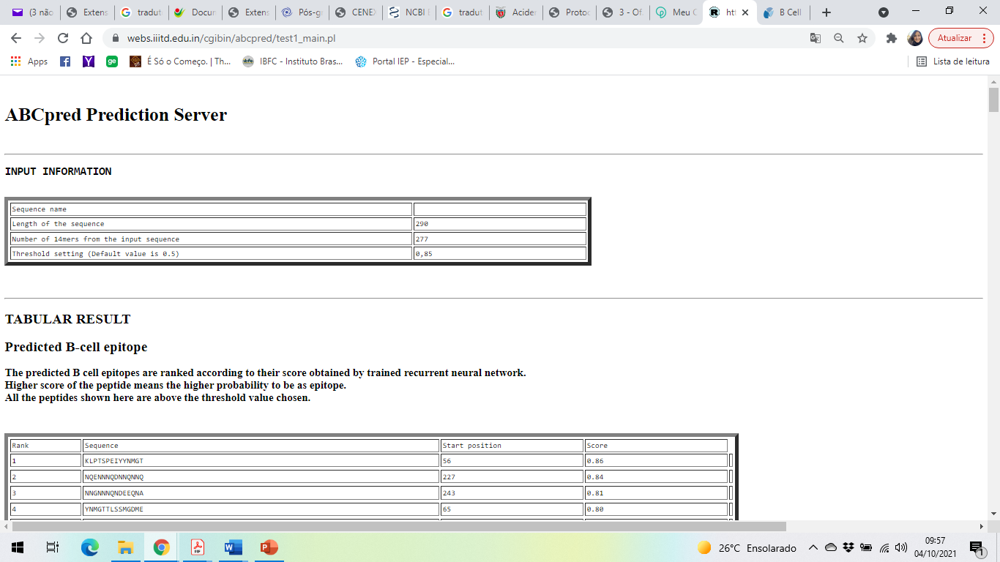 (3 não
Extens
tradut
Docun
Extens
Pós-gr
CENEX
NCBI
tradut
Acider
Protoc
3 - Of.
Meu C
htt
B Cell
webs.iiitd.edu.in/cgibin/abcpred/test1_main.pl
Atualizar
Apps
É Só o Começo. | Th...
IBFC - Instituto Bras...
Portal IEP - Especial...
Lista de leitura
ABCpred Prediction Server
INPUT INFORMATION
Sequence name
Length of the sequence 290
Number of 14mers from the input sequence 277
Threshold setting (Default value is 0.5) 0,85
TABULAR RESULT
Predicted B-cell epitope
The predicted B cell epitopes are ranked according to their score obtained by trained recurrent neural network.
Higher score of the peptide means the higher probability to be as epitope.
All the peptides shown here are above the threshold value chosen.
Rank Sequence Start position Score
1 KLPTSPEIYYNMGT 56 0.86
2 NQENNNQDNNQNNQ 227 0.84
3 NNGNNNQNDEEQNA 243 0.81
4 YNMGTTLSSMGDME 65 0.80
26°C Ensolarado
09:57
04/10/2021
1